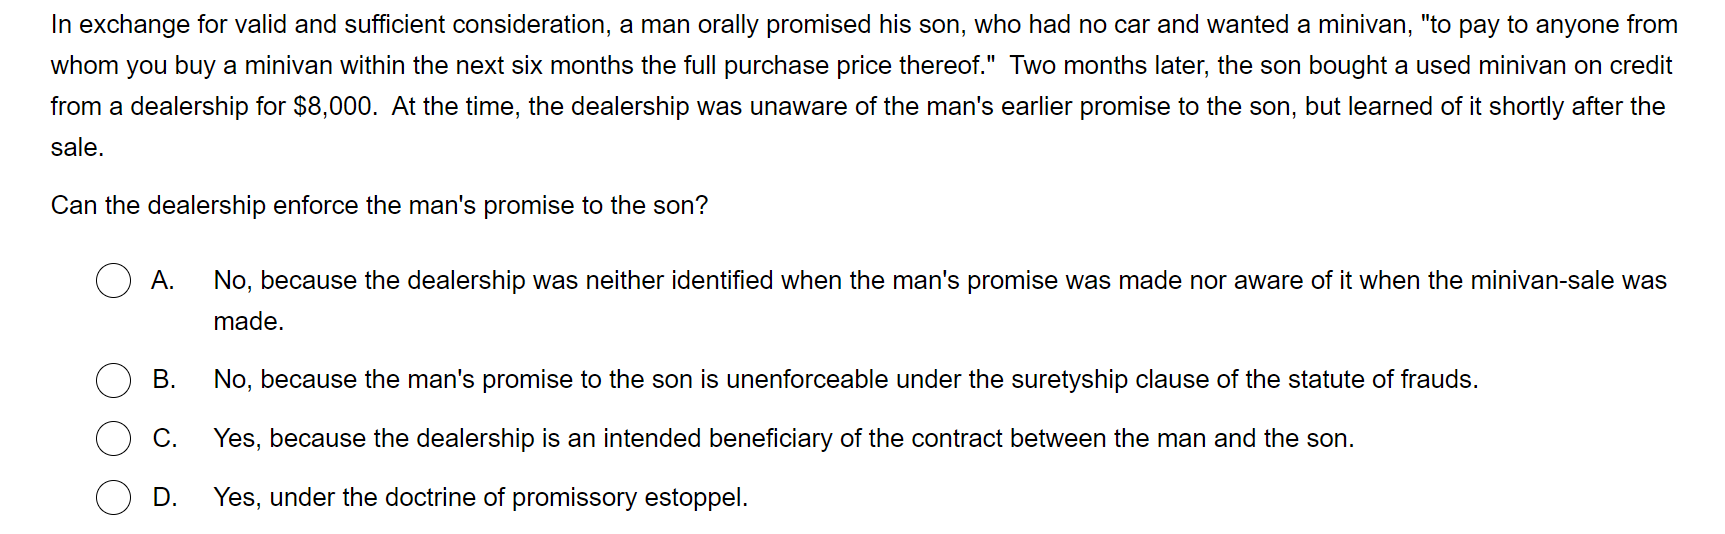 In exchange for valid and sufficient consideration, a man orally promised his son, who had no car and wanted a minivan, "to pay to anyone from
whom you buy a minivan within the next six months the full purchase price thereof."  Two months later, the son bought a used minivan on credit
from a dealership for $8,000.  At the time, the dealership was unaware of the man's earlier promise to the son, but learned of it shortly after the
sale.
Can the dealership enforce the man's promise to the son?
A. No, because the dealership was neither identified when the man's promise was made nor aware of it when the minivan-sale was
made.
B. No, because the man's promise to the son is unenforceable under the suretyship clause of the statute of frauds.
C. Yes, because the dealership is an intended beneficiary of the contract between the man and the son.
D. Yes, under the doctrine of promissory estoppel.